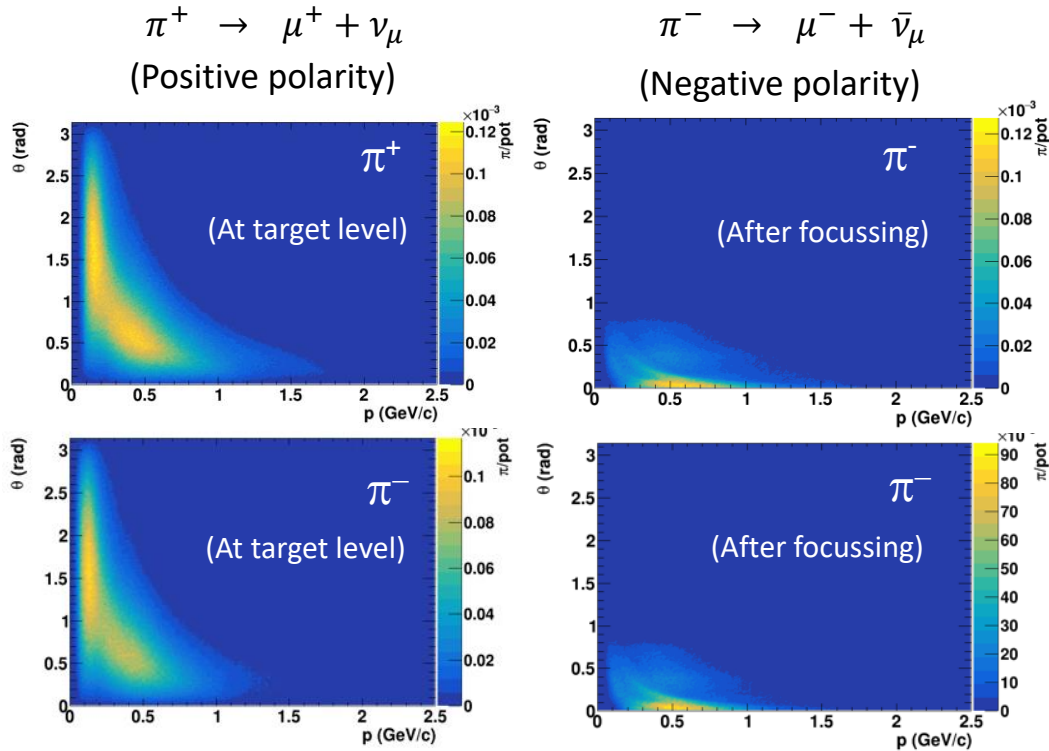 π⁺ → μ⁺ + ν_μ
(Positive polarity)
π⁻ → μ⁻ + ν̄_μ
(Negative polarity)
θ (rad)
3
2.5
2
1.5
1
0.5
0
0 0.5 1 1.5 2 2.5
p (GeV/c)
π⁺
(At target level)
×10⁻³
π/pot
0.12
0.1
0.08
0.06
0.04
0.02
0
θ (rad)
3
2.5
2
1.5
1
0.5
0
0 0.5 1 1.5 2 2.5
p (GeV/c)
π⁻
(After focussing)
×10⁻³
π/pot
0.12
0.1
0.08
0.06
0.04
0.02
0
θ (rad)
3
2.5
2
1.5
1
0.5
0
0 0.5 1 1.5 2 2.5
p (GeV/c)
π⁻
(At target level)
×10⁻
π/pot
0.1
0.08
0.06
0.04
0.02
0
θ (rad)
3
2.5
2
1.5
1
0.5
0
0 0.5 1 1.5 2 2.5
p (GeV/c)
π⁻
(After focussing)
×10⁻
π/pot
90
80
70
60
50
40
30
20
10
0